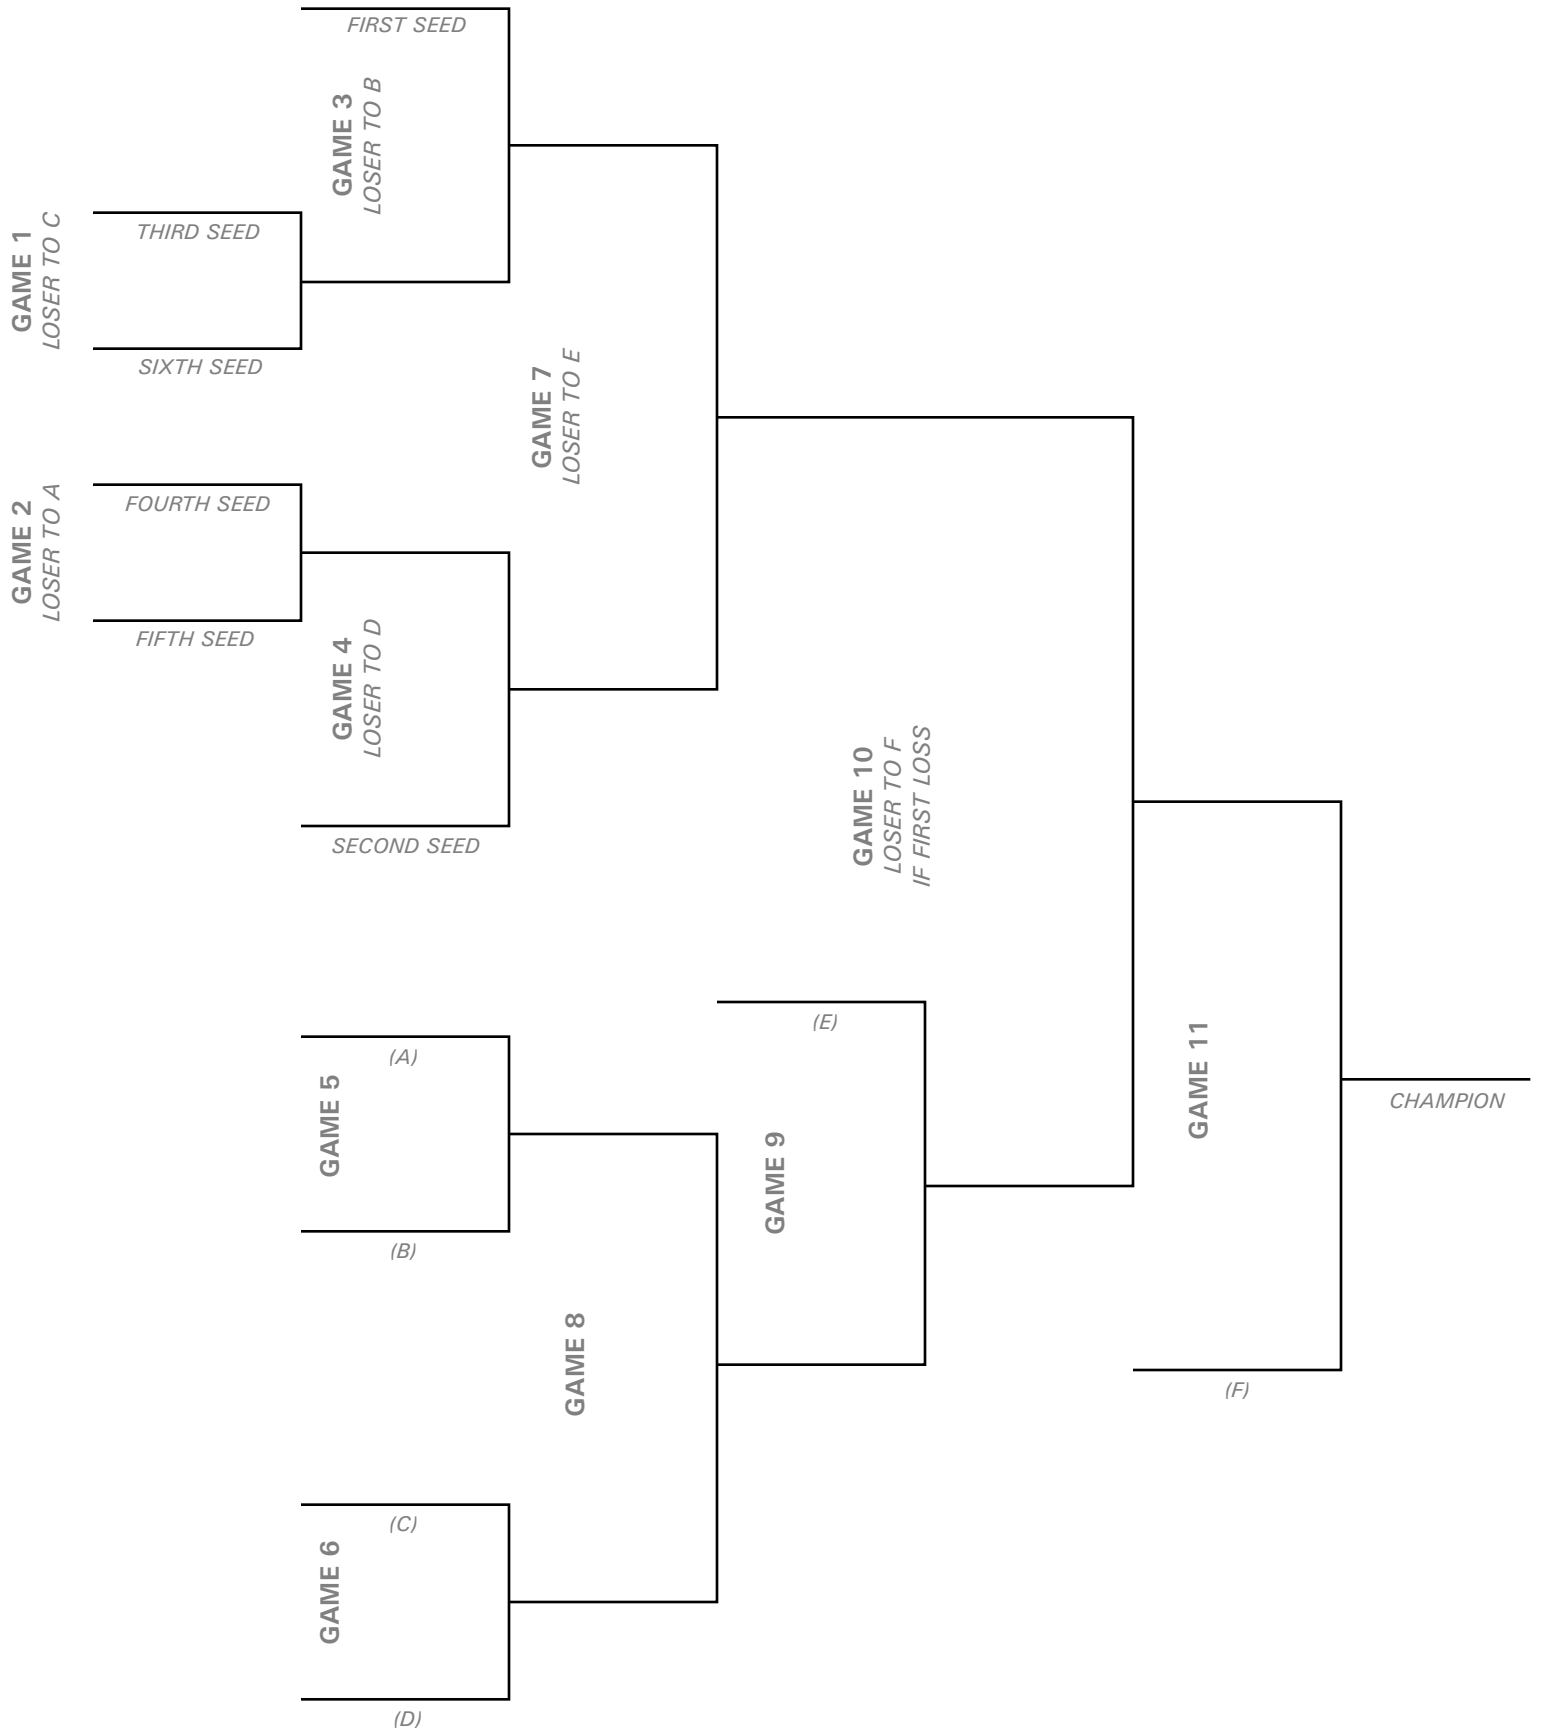 FIRST SEED
GAME 3
LOSER TO B
GAME 1
LOSER TO C
THIRD SEED
SIXTH SEED
GAME 7
LOSER TO E
GAME 2
LOSER TO A
FOURTH SEED
FIFTH SEED
GAME 4
LOSER TO D
SECOND SEED
GAME 10
LOSER TO F
IF FIRST LOSS
(E)
(A)
GAME 5
(B)
GAME 9
GAME 11
CHAMPION
GAME 8
(F)
(C)
GAME 6
(D)